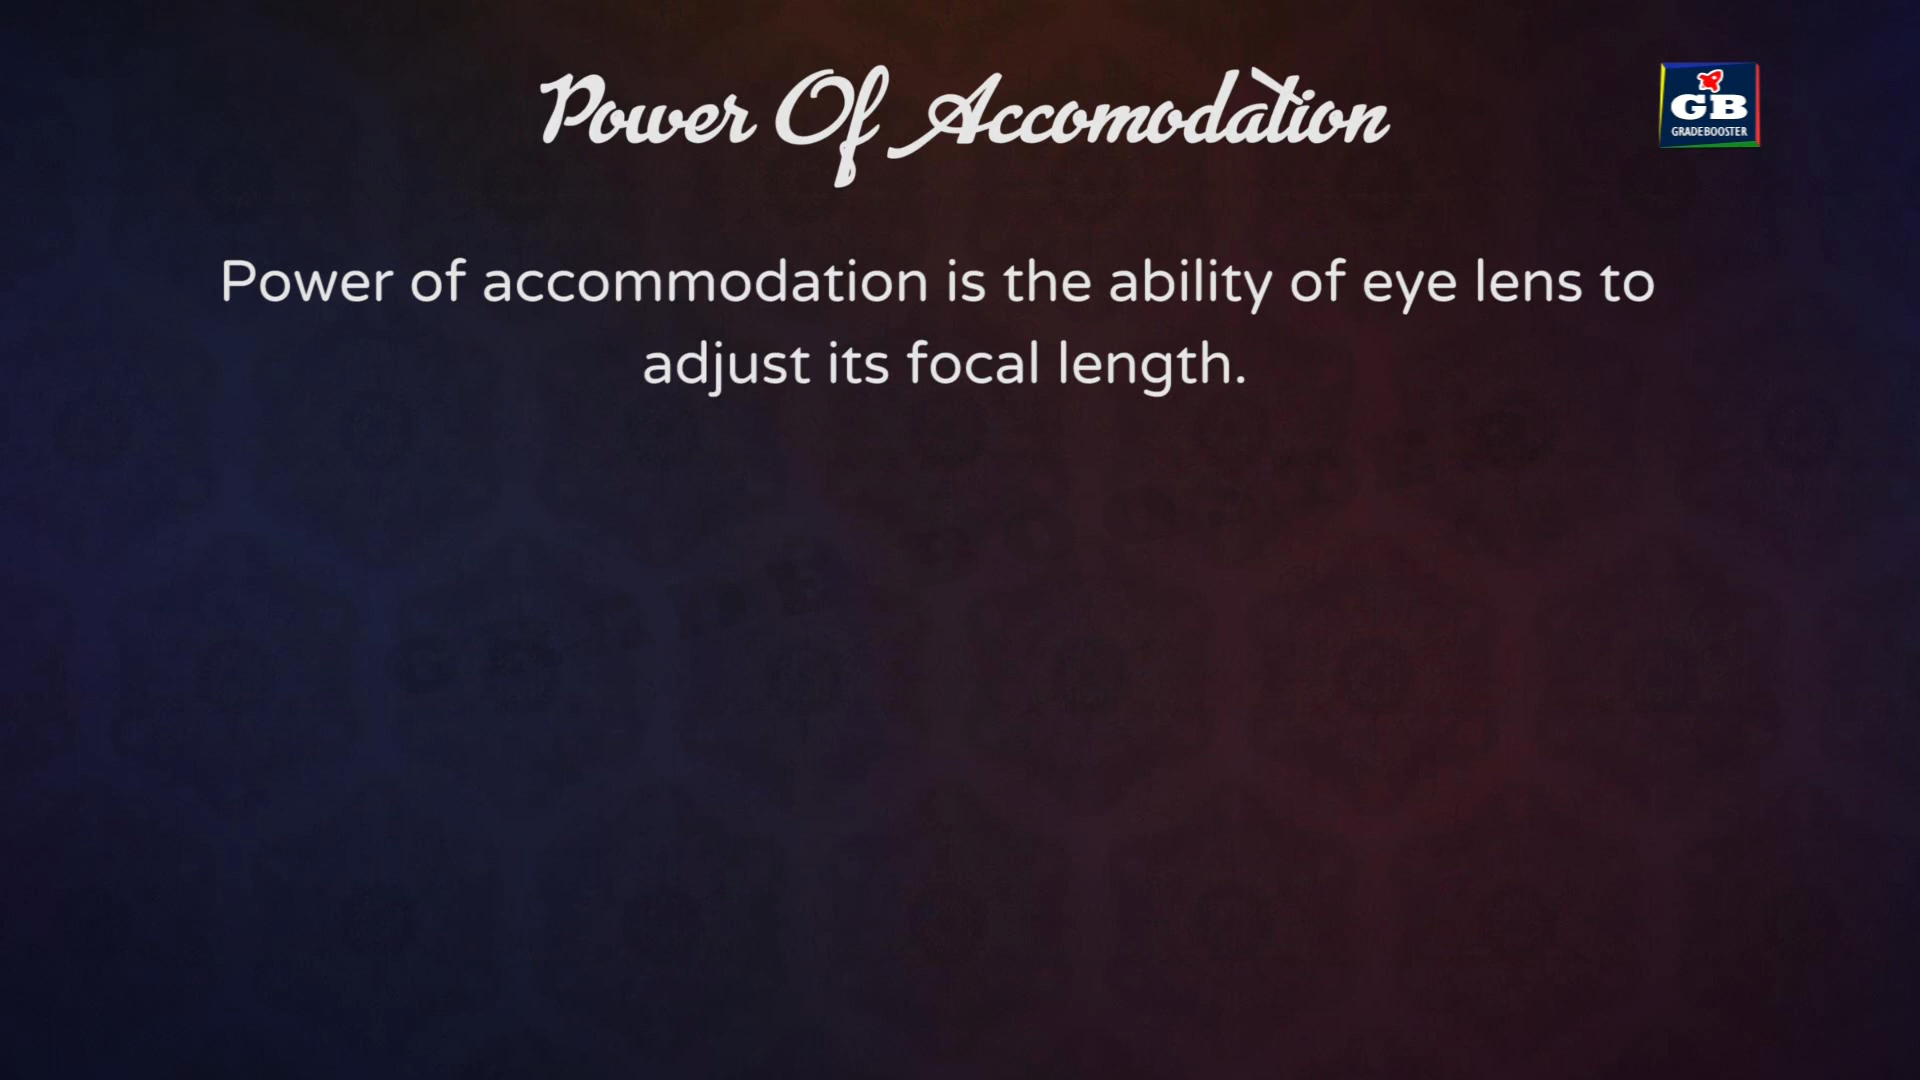 Power Of Accomodation
GB
GRADEBOOSTER
Power of accommodation is the ability of eye lens to
adjust its focal length.